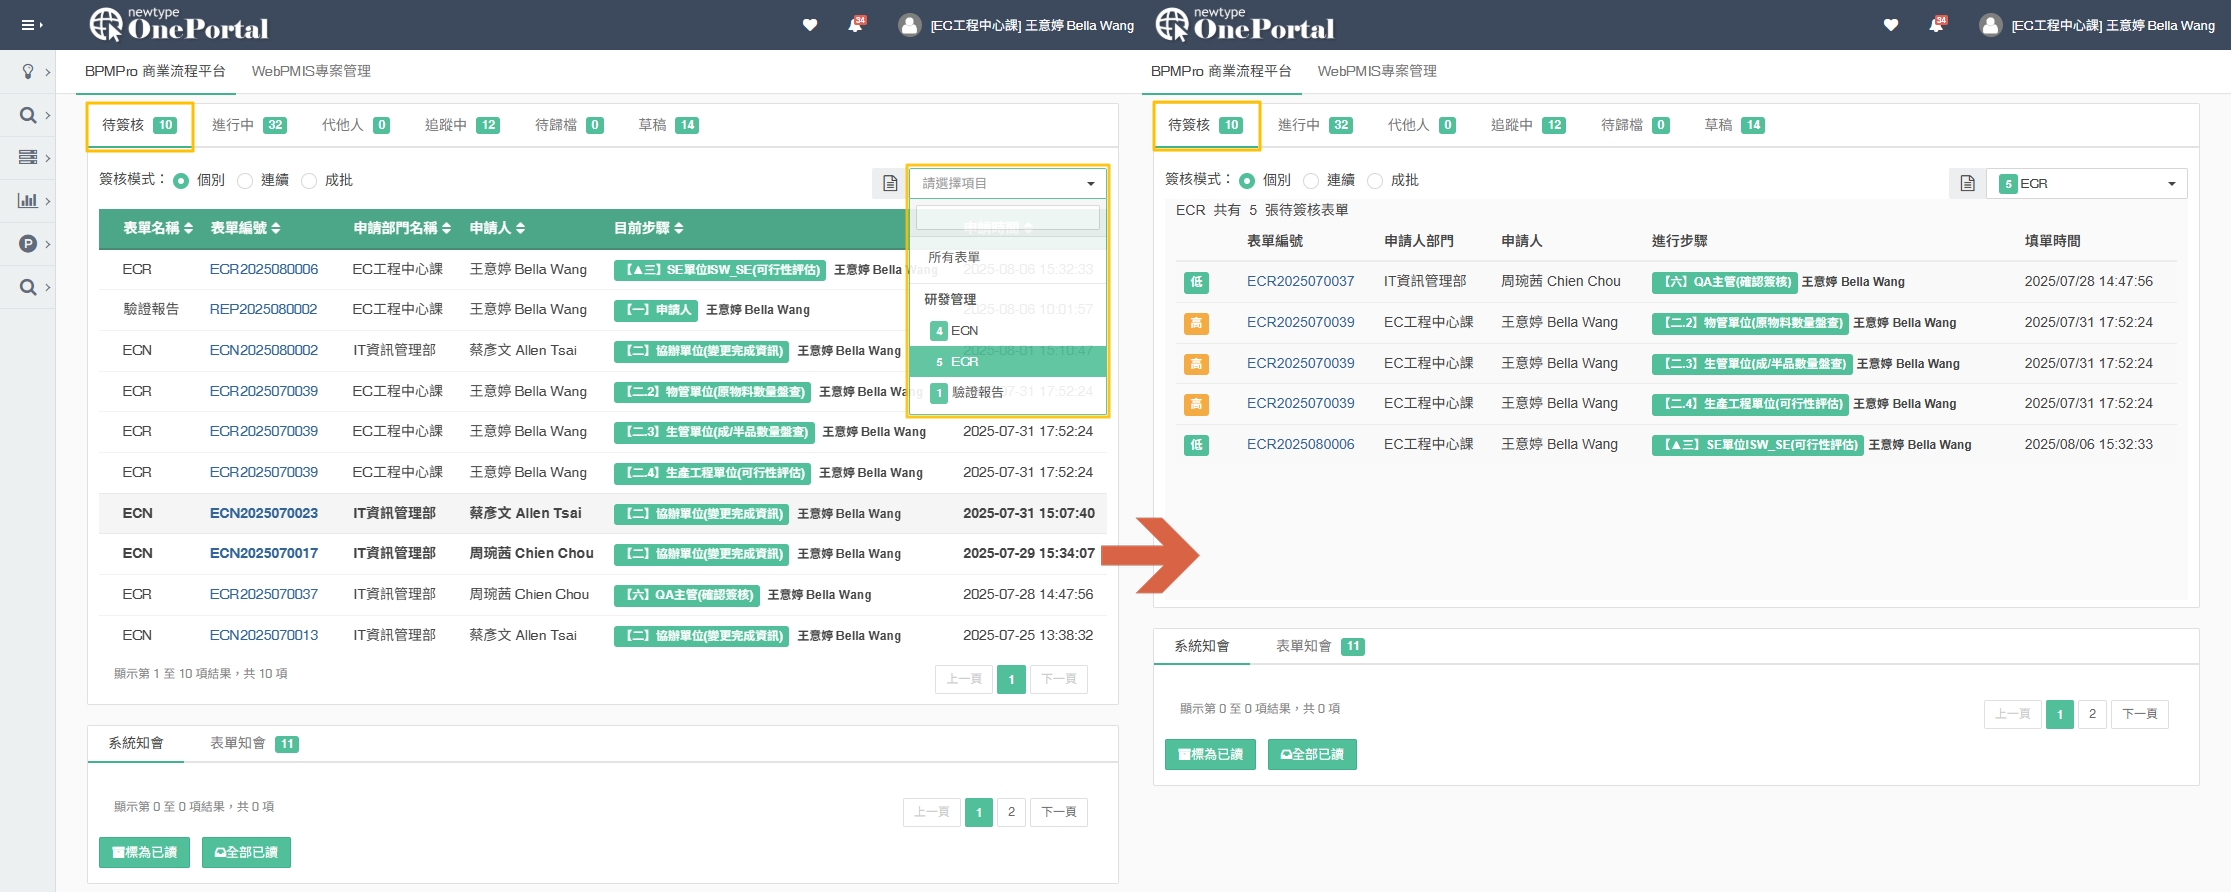 newtype
OnePortal
34
[EG工程中心課] 王意婷 Bella Wang
BPMPro 商業流程平台 WebPMIS專案管理
待簽核 10 進行中 32 代他人 0 追蹤中 12 待歸檔 0 草稿 14
簽核模式： 個別 連續 成批
請選擇項目
所有表單
研發管理
4 ECN
5 ECR
1 驗證報告
表單名稱 表單編號 申請部門名稱 申請人 目前步驟 申請時間
ECR ECR2025080006 EC工程中心課 王意婷 Bella Wang 【▲三】SE單位ISW_SE(可行性評估) 王意婷 Bella Wang 2025-08-06 15:32:33
驗證報告 REP2025080002 EC工程中心課 王意婷 Bella Wang 【一】申請人 王意婷 Bella Wang 2025-08-06 10:01:57
ECN ECN2025080002 IT資訊管理部 蔡彥文 Allen Tsai 【二】協辦單位(變更完成資訊) 王意婷 Bella Wang 2025-08-01 15:10:47
ECR ECR2025070039 EC工程中心課 王意婷 Bella Wang 【二.2】物管單位(原物料數量盤查) 王意婷 Bella Wang 2025-07-31 17:52:24
ECR ECR2025070039 EC工程中心課 王意婷 Bella Wang 【二.3】生管單位(成/半品數量盤查) 王意婷 Bella Wang 2025-07-31 17:52:24
ECR ECR2025070039 EC工程中心課 王意婷 Bella Wang 【二.4】生產工程單位(可行性評估) 王意婷 Bella Wang 2025-07-31 17:52:24
ECN ECN2025070023 IT資訊管理部 蔡彥文 Allen Tsai 【二】協辦單位(變更完成資訊) 王意婷 Bella Wang 2025-07-31 15:07:40
ECN ECN2025070017 IT資訊管理部 周琬茜 Chien Chou 【二】協辦單位(變更完成資訊) 王意婷 Bella Wang 2025-07-29 15:34:07
ECR ECR2025070037 IT資訊管理部 周琬茜 Chien Chou 【六】QA主管(確認簽核) 王意婷 Bella Wang 2025-07-28 14:47:56
ECN ECN2025070013 IT資訊管理部 蔡彥文 Allen Tsai 【二】協辦單位(變更完成資訊) 王意婷 Bella Wang 2025-07-25 13:38:32
顯示第 1 至 10 項結果，共 10 項
上一頁 1 下一頁
系統知會 表單知會 11
顯示第 0 至 0 項結果，共 0 項
上一頁 1 2 下一頁
標為已讀 全部已讀
newtype
OnePortal
34
[EG工程中心課] 王意婷 Bella Wang
BPMPro 商業流程平台 WebPMIS專案管理
待簽核 10 進行中 32 代他人 0 追蹤中 12 待歸檔 0 草稿 14
簽核模式： 個別 連續 成批
5 ECR
ECR 共有 5 張待簽核表單
表單編號 申請人部門 申請人 進行步驟 填單時間
低 ECR2025070037 IT資訊管理部 周琬茜 Chien Chou 【六】QA主管(確認簽核) 王意婷 Bella Wang 2025/07/28 14:47:56
高 ECR2025070039 EC工程中心課 王意婷 Bella Wang 【二.2】物管單位(原物料數量盤查) 王意婷 Bella Wang 2025/07/31 17:52:24
高 ECR2025070039 EC工程中心課 王意婷 Bella Wang 【二.3】生管單位(成/半品數量盤查) 王意婷 Bella Wang 2025/07/31 17:52:24
高 ECR2025070039 EC工程中心課 王意婷 Bella Wang 【二.4】生產工程單位(可行性評估) 王意婷 Bella Wang 2025/07/31 17:52:24
低 ECR2025080006 EC工程中心課 王意婷 Bella Wang 【▲三】SE單位ISW_SE(可行性評估) 王意婷 Bella Wang 2025/08/06 15:32:33
系統知會 表單知會 11
顯示第 0 至 0 項結果，共 0 項
上一頁 1 2 下一頁
標為已讀 全部已讀